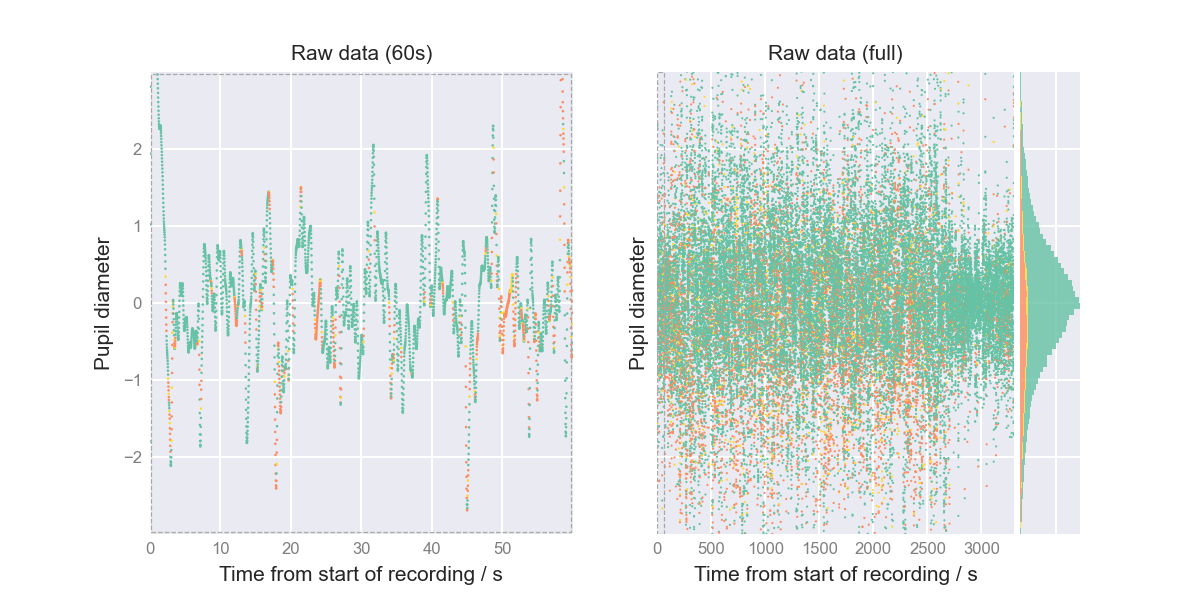 Raw data (60s)
Raw data (full)
Pupil diameter
2
1
0
−1
−2
0 10 20 30 40 50
Time from start of recording / s
Pupil diameter
0 500 1000 1500 2000 2500 3000
Time from start of recording / s